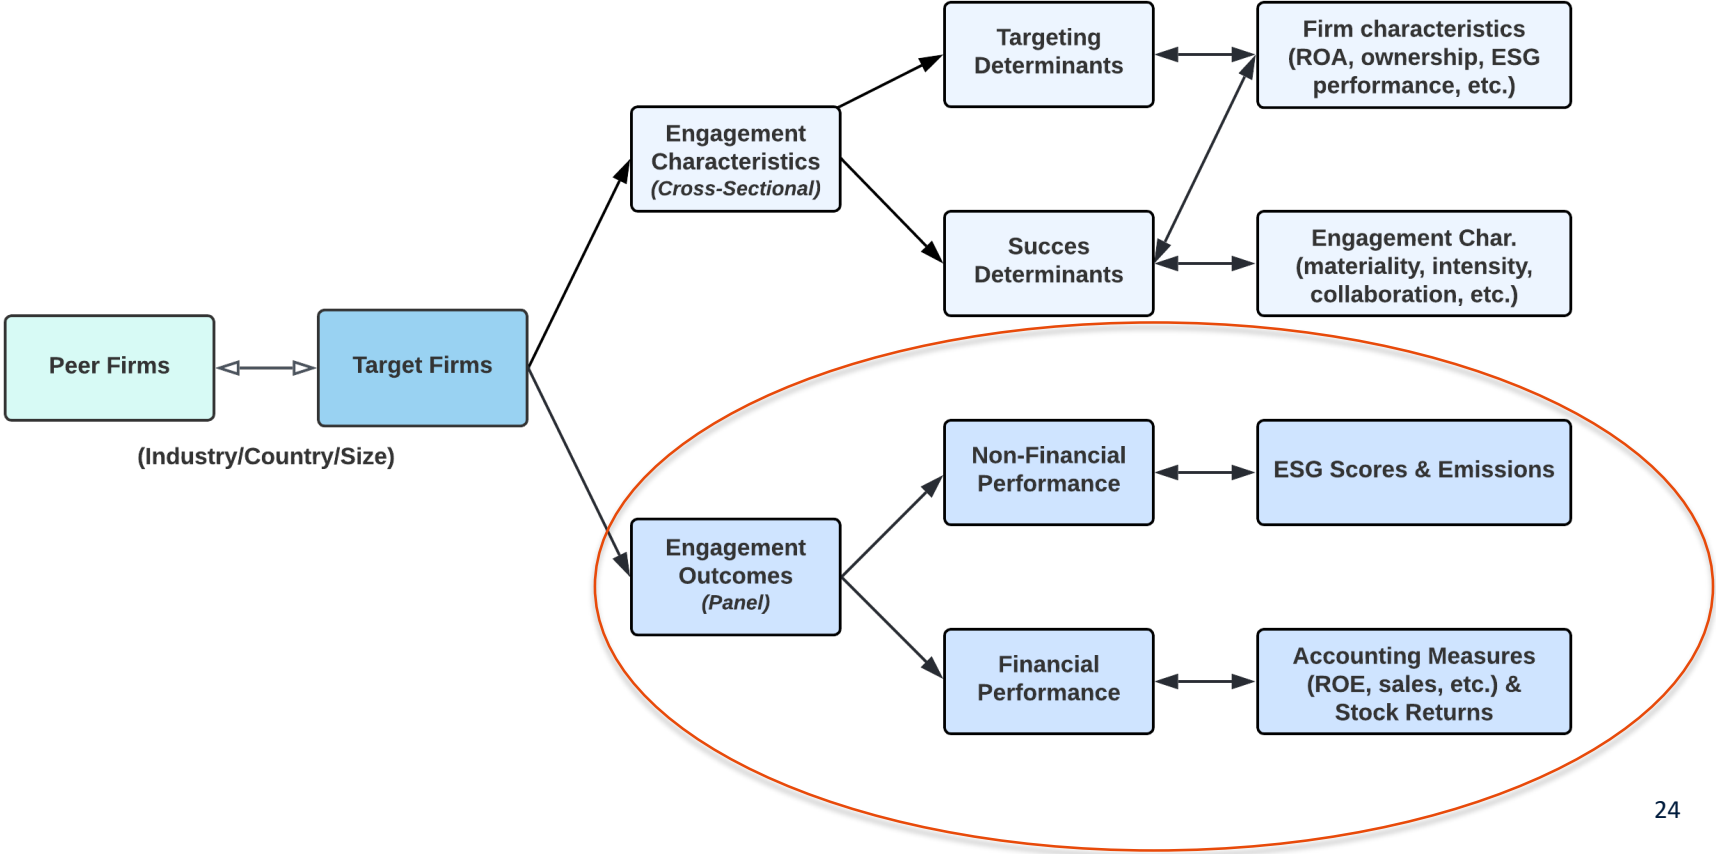 Targeting
Determinants
Firm characteristics
(ROA, ownership, ESG
performance, etc.)
Engagement
Characteristics
(Cross-Sectional)
Succes
Determinants
Engagement Char.
(materiality, intensity,
collaboration, etc.)
Peer Firms
Target Firms
(Industry/Country/Size)
Non-Financial
Performance
ESG Scores & Emissions
Engagement
Outcomes
(Panel)
Financial
Performance
Accounting Measures
(ROE, sales, etc.) &
Stock Returns
24